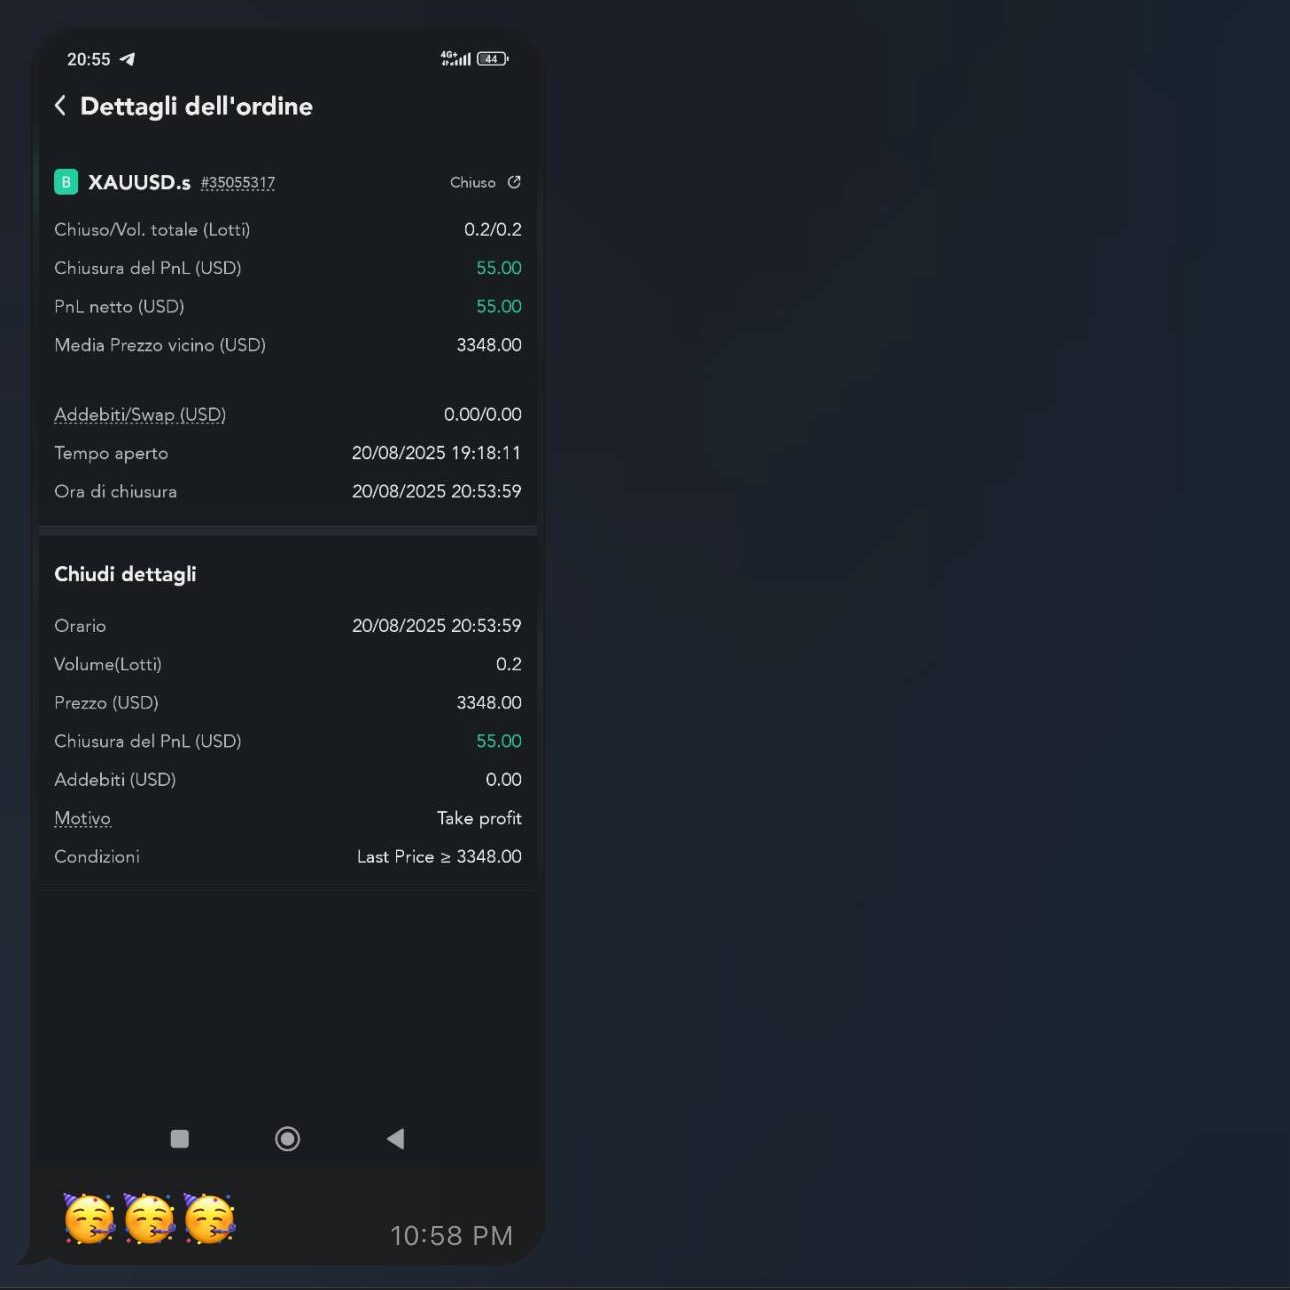 20:55 4G+ 44
Dettagli dell'ordine
B XAUUSD.s #35055317 Chiuso
Chiuso/Vol. totale (Lotti) 0.2/0.2
Chiusura del PnL (USD) 55.00
PnL netto (USD) 55.00
Media Prezzo vicino (USD) 3348.00
Addebiti/Swap (USD) 0.00/0.00
Tempo aperto 20/08/2025 19:18:11
Ora di chiusura 20/08/2025 20:53:59
Chiudi dettagli
Orario 20/08/2025 20:53:59
Volume(Lotti) 0.2
Prezzo (USD) 3348.00
Chiusura del PnL (USD) 55.00
Addebiti (USD) 0.00
Motivo Take profit
Condizioni Last Price ≥ 3348.00
🥳🥳🥳 10:58 PM